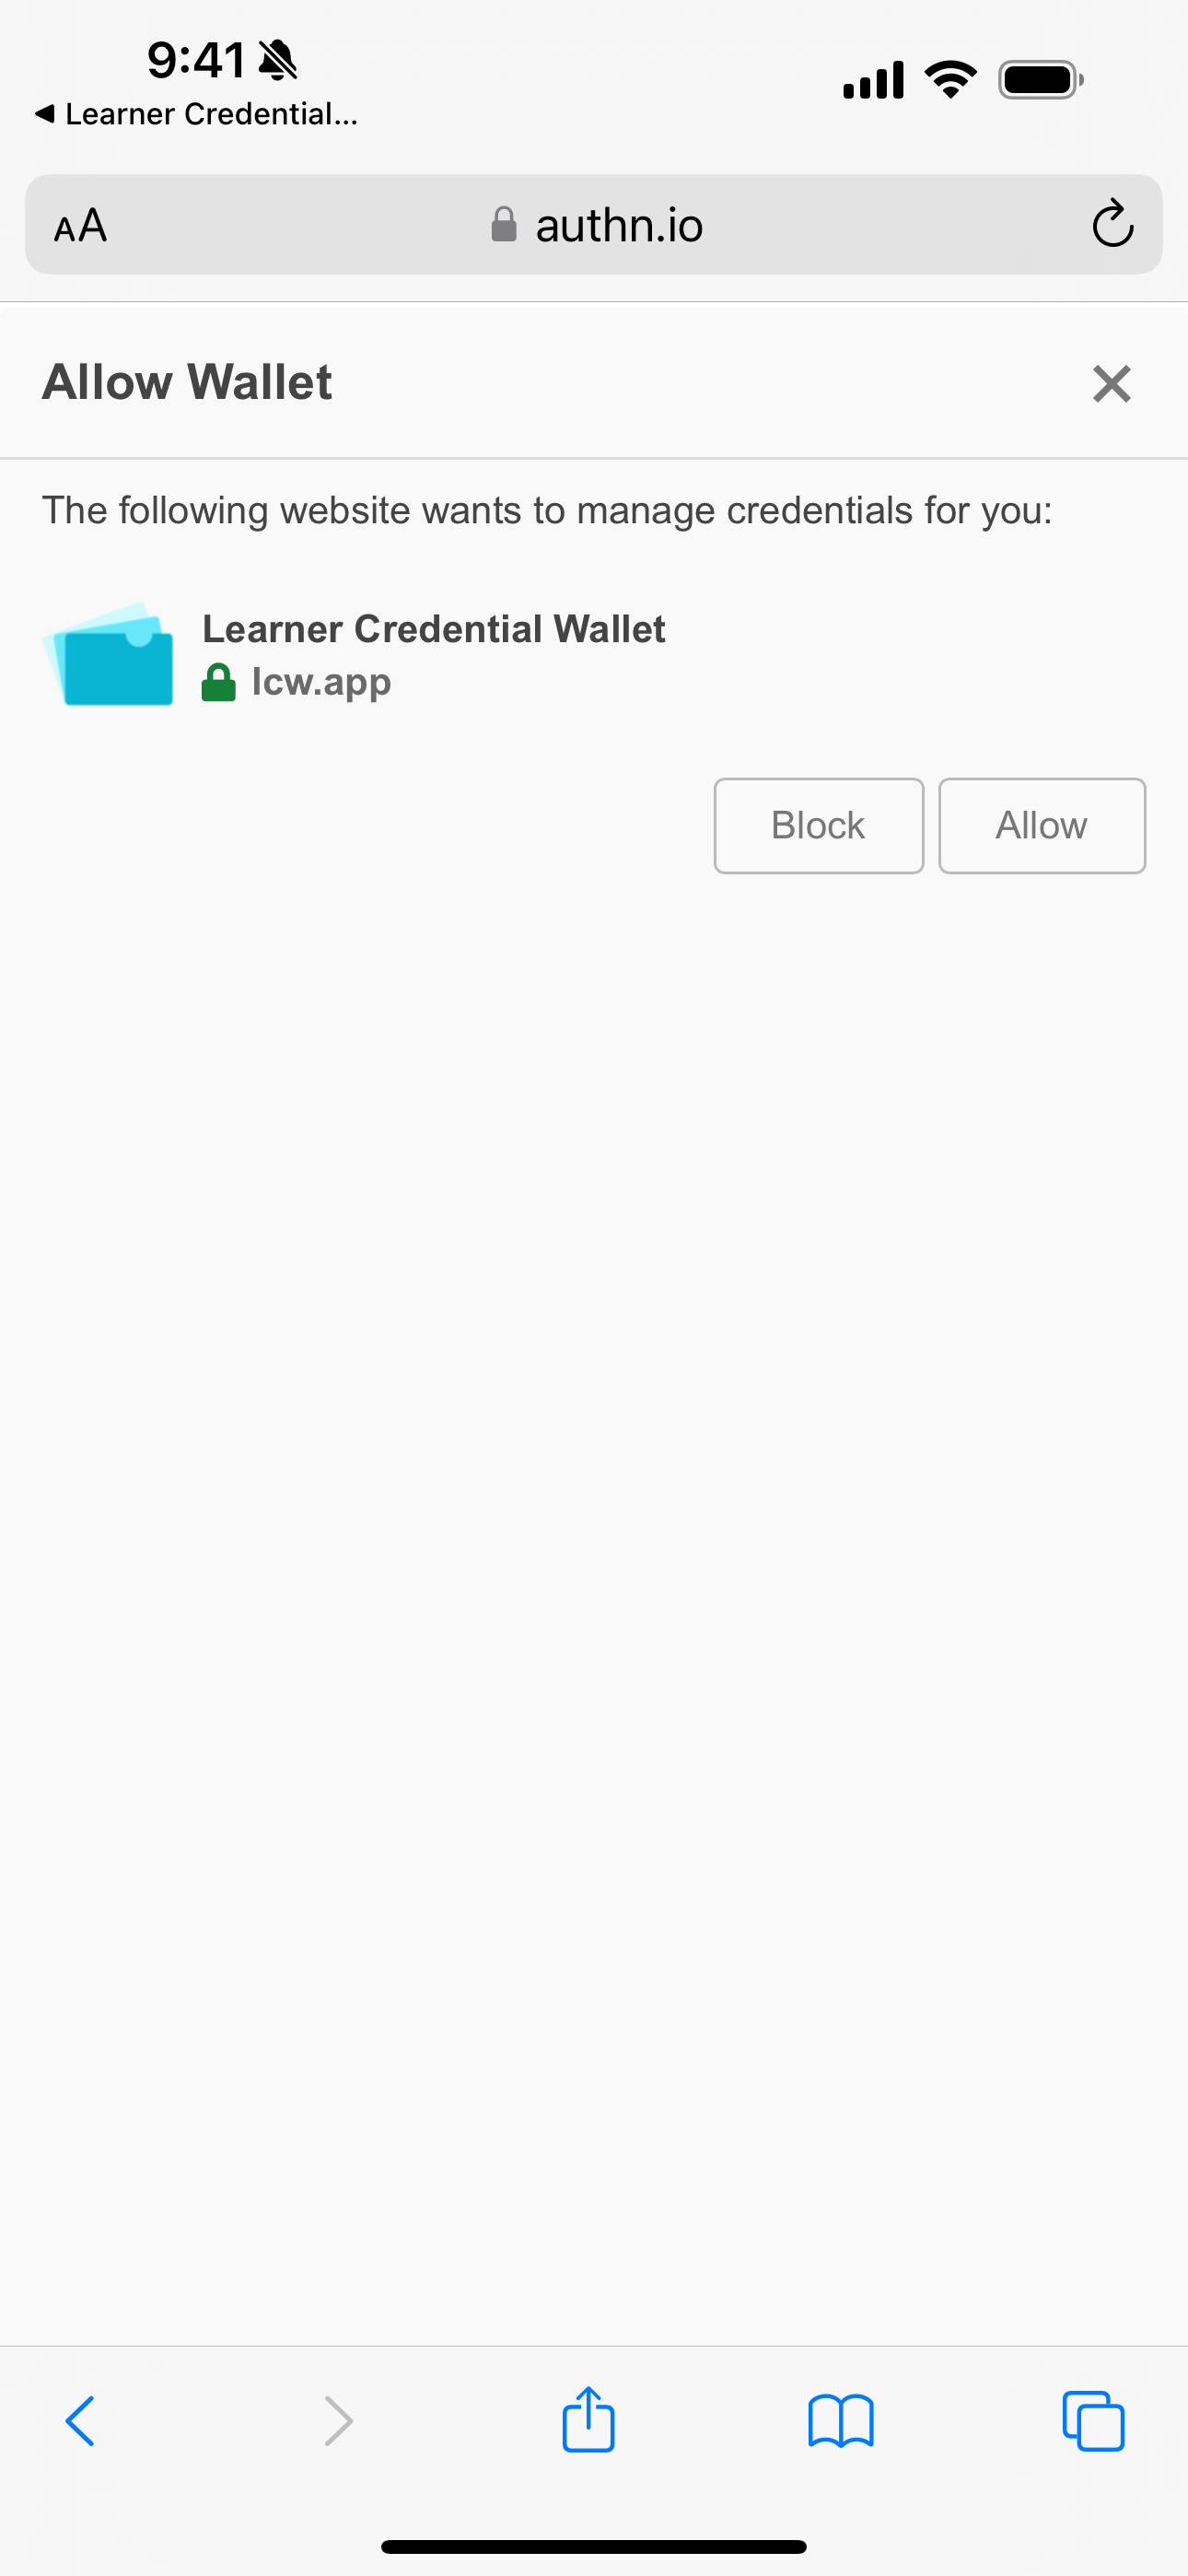 9:41
◀ Learner Credential...
AA
authn.io
Allow Wallet
The following website wants to manage credentials for you:
Learner Credential Wallet
lcw.app
Block
Allow